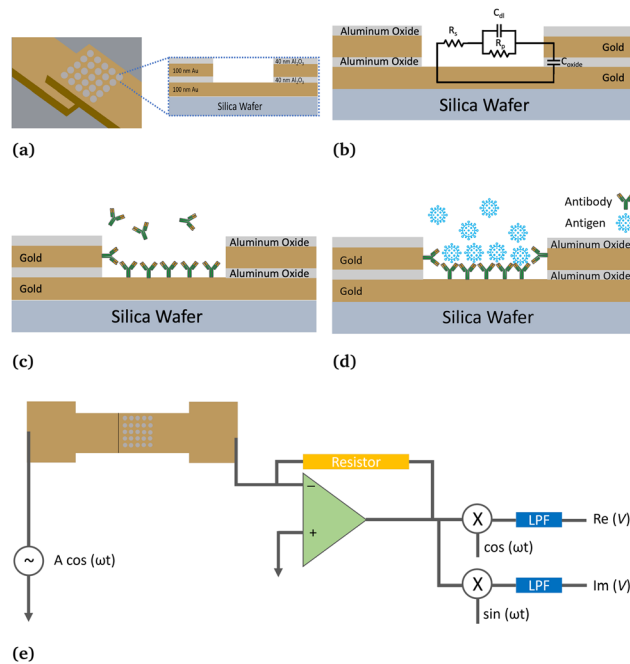 40 nm Al₂O₃
100 nm Au
40 nm Al₂O₃
100 nm Au
Silica Wafer
(a)
Aluminum Oxide
Rs
Cdl
Rp
Gold
Aluminum Oxide
Coxide
Gold
Silica Wafer
(b)
Aluminum Oxide
Gold
Aluminum Oxide
Gold
Silica Wafer
(c)
Antibody
Antigen
Aluminum Oxide
Gold
Aluminum Oxide
Gold
Silica Wafer
(d)
Resistor
−
+
~
A cos (ωt)
X
LPF
Re (V)
cos (ωt)
X
LPF
Im (V)
sin (ωt)
(e)